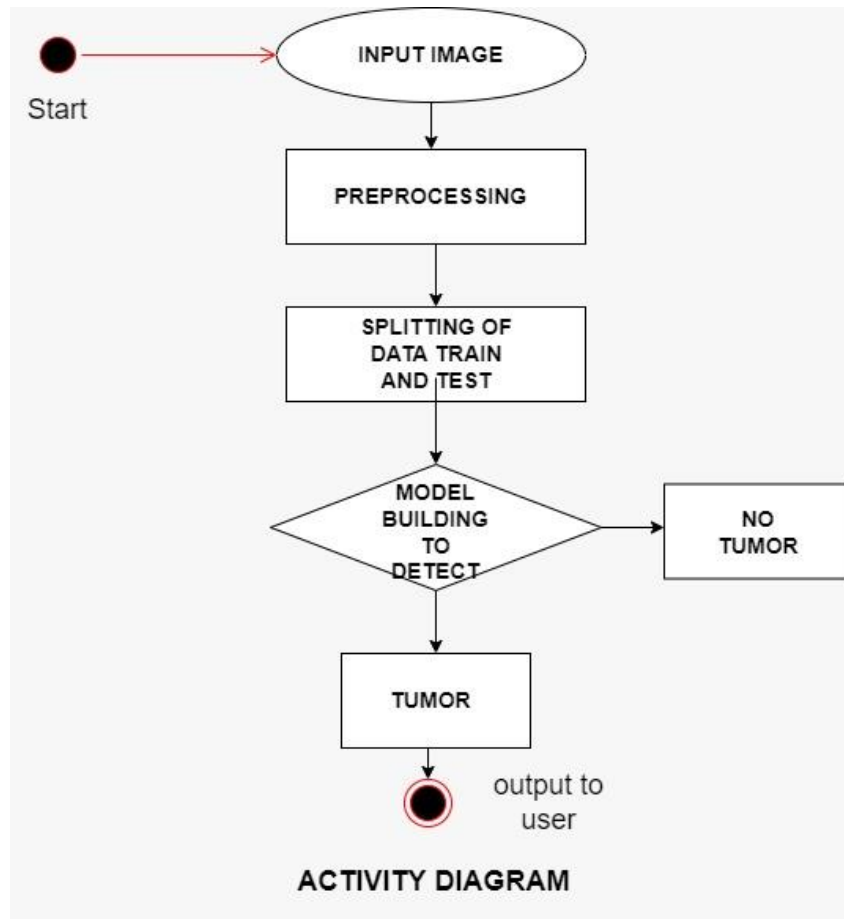 INPUT IMAGE
Start
PREPROCESSING
SPLITTING OF
DATA TRAIN
AND TEST
MODEL
BUILDING
TO
DETECT
NO
TUMOR
TUMOR
output to
user
ACTIVITY DIAGRAM